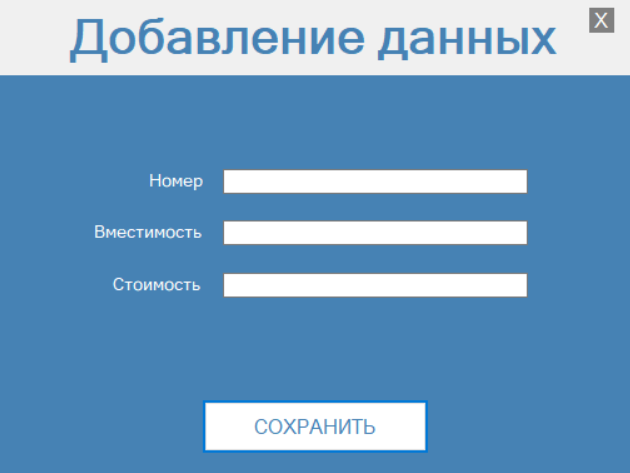 Добавление данных
X
Номер
Вместимость
Стоимость
СОХРАНИТЬ